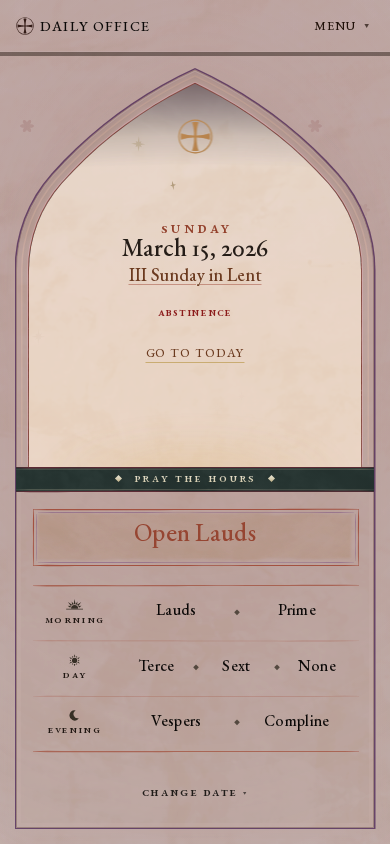 DAILY OFFICE MENU
SUNDAY
March 15, 2026
III Sunday in Lent
ABSTINENCE
GO TO TODAY
PRAY THE HOURS
Open Lauds
MORNING Lauds Prime
DAY Terce Sext None
EVENING Vespers Compline
CHANGE DATE